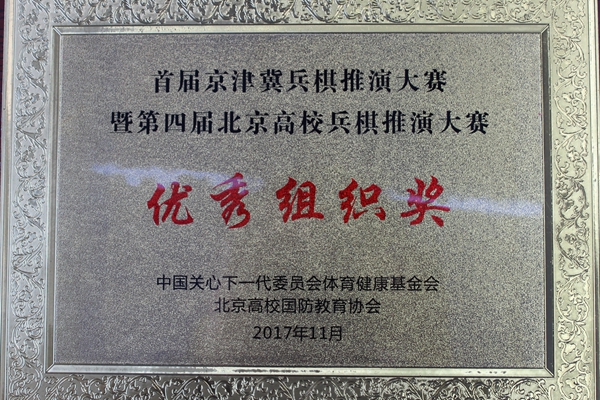 首届京津冀兵棋推演大赛
暨第四届北京高校兵棋推演大赛
优秀组织奖
中国关心下一代委员会体育健康基金会
北京高校国防教育协会
2017年11月